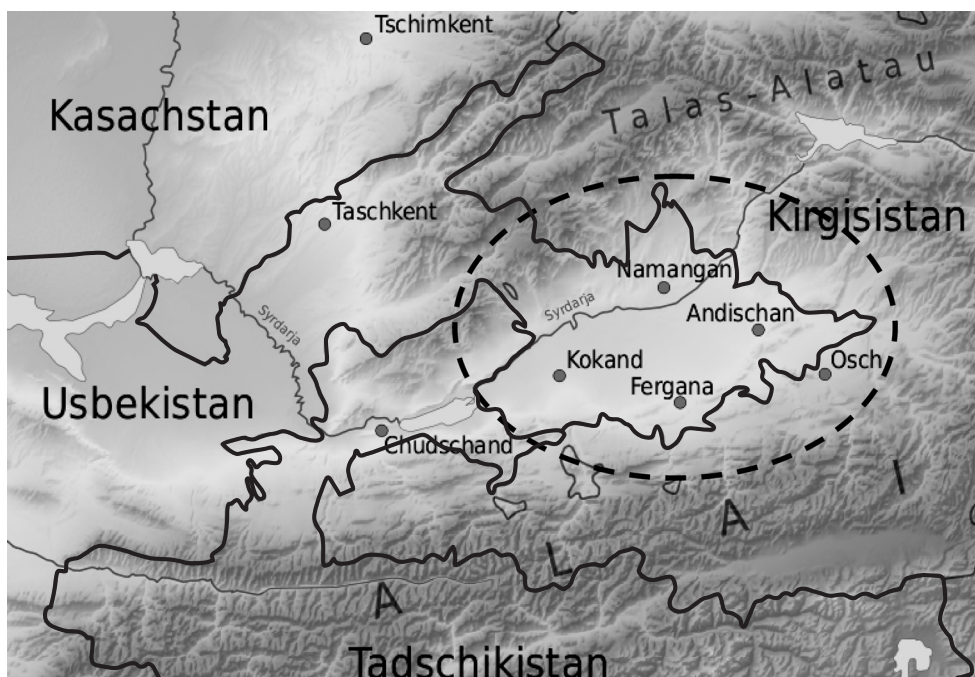 Tschimkent
Kasachstan
Talas-Alatau
Taschkent
Kirgisistan
Namangan
Syrdarja
Syrdarja
Andischan
Kokand
Osch
Fergana
Usbekistan
Chudschand
A L A I
Tadschikistan